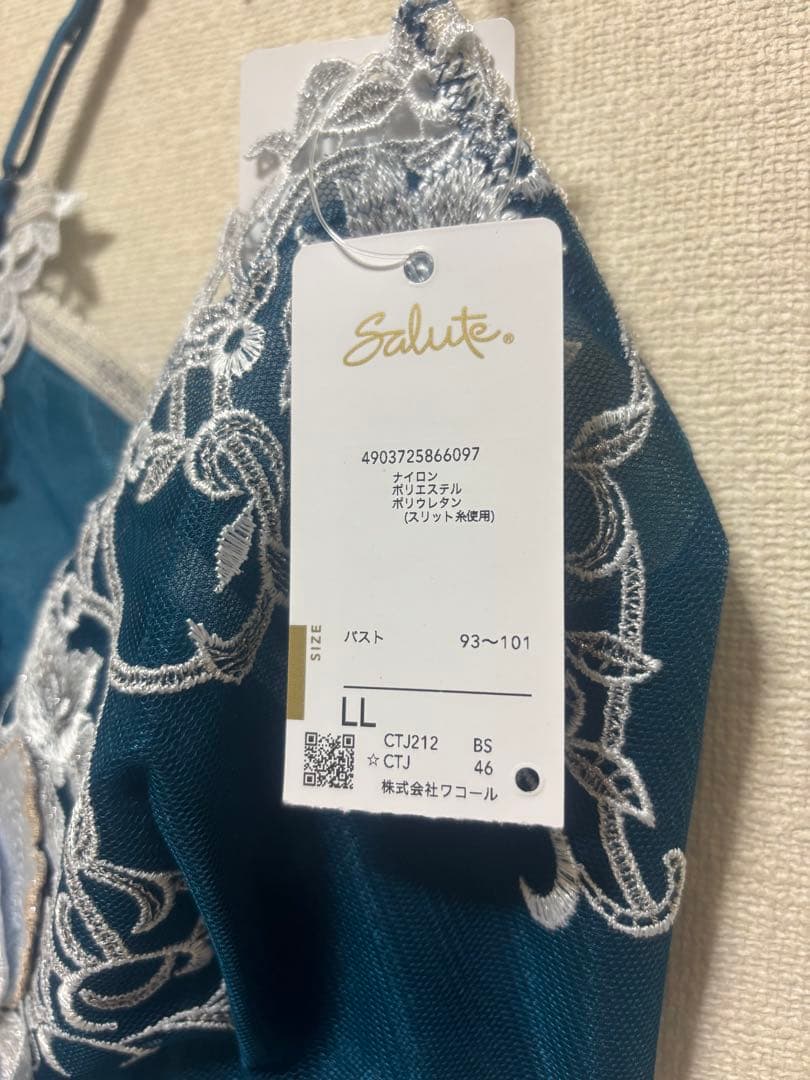 Salute®
4903725866097
ナイロン
ポリエステル
ポリウレタン
(スリット糸使用)
SIZE
バスト 93〜101
LL
CTJ212 BS
☆CTJ 46
株式会社ワコール